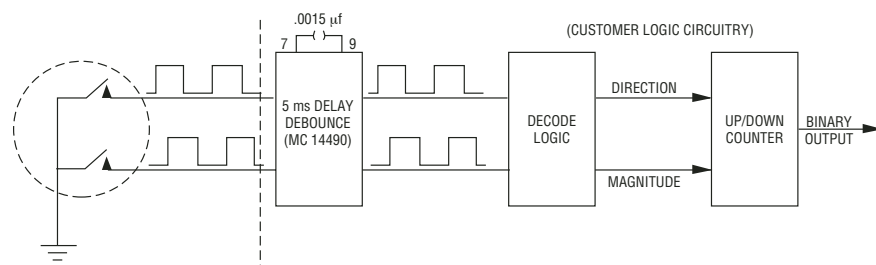 .0015 μf
7 9
(CUSTOMER LOGIC CIRCUITRY)
5 ms DELAY
DEBOUNCE
(MC 14490)
DECODE
LOGIC
DIRECTION
MAGNITUDE
UP/DOWN
COUNTER
BINARY
OUTPUT